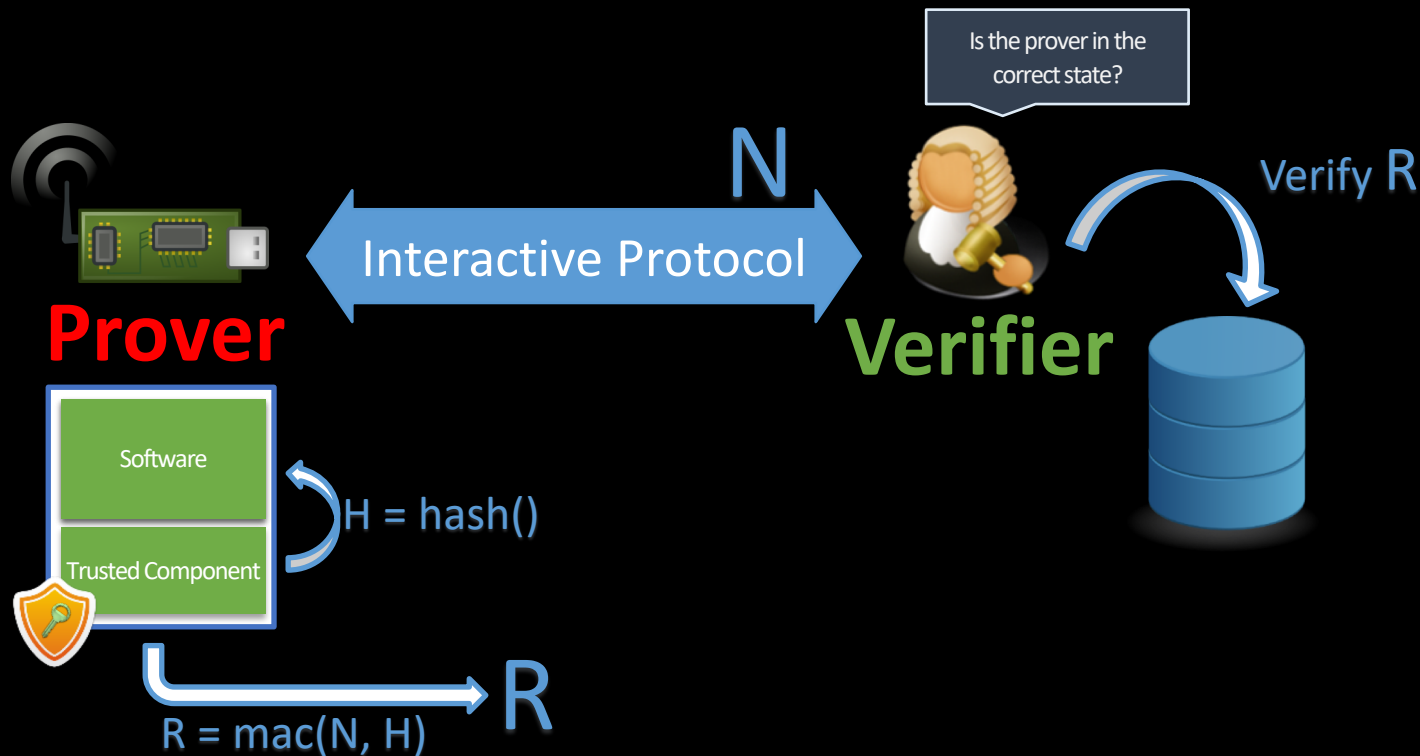 Is the prover in the
correct state?
N
Verify R
Interactive Protocol
Prover
Verifier
Software
H = hash()
Trusted Component
R
R = mac(N, H)